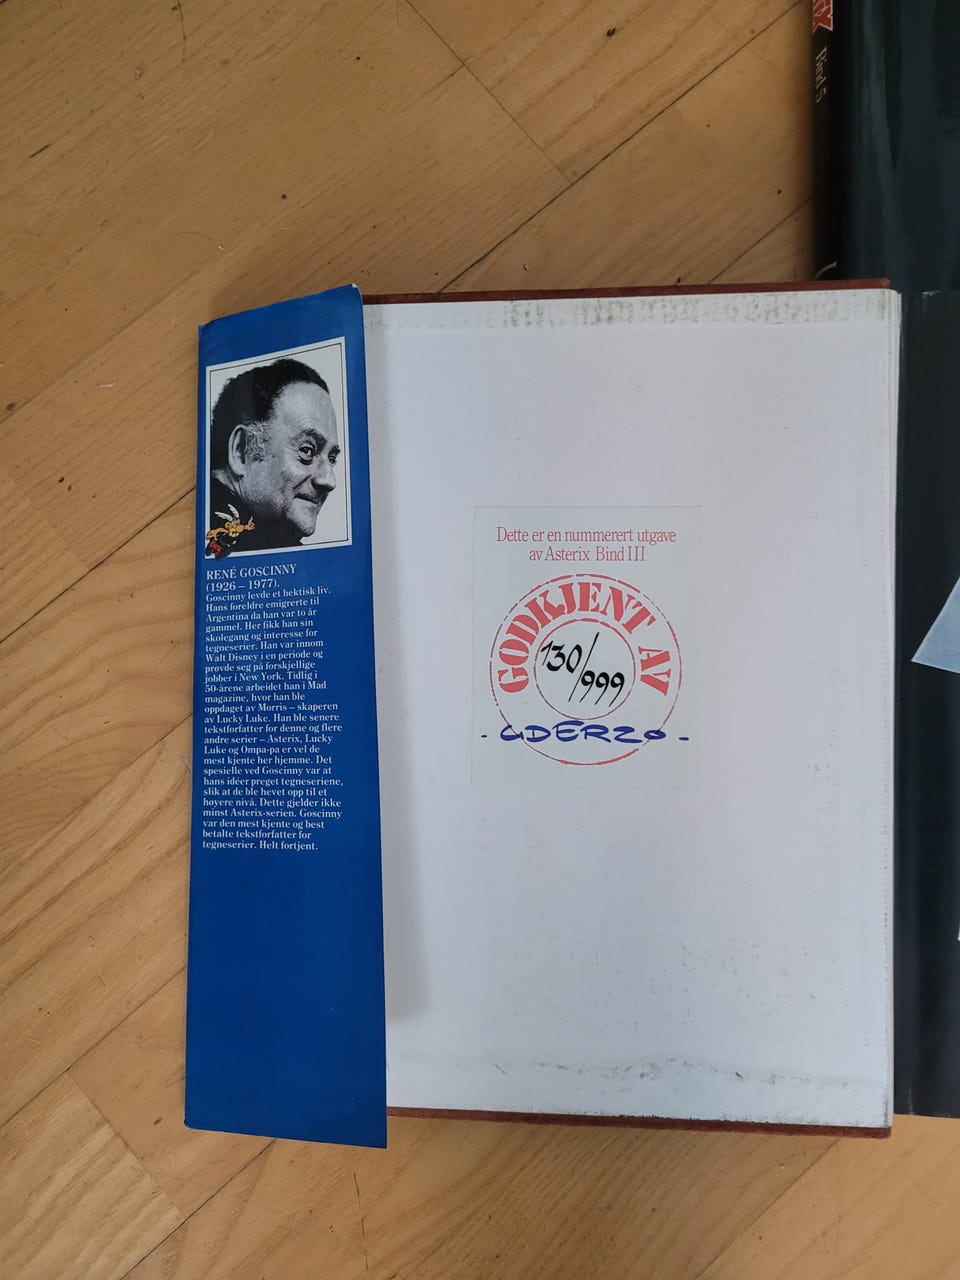 Bind 5
RENÉ GOSCINNY
(1926 – 1977).
Goscinny levde et hektisk liv.
Hans foreldre emigrerte til
Argentina da han var to år
gammel. Her fikk han sin
skolegang og interesse for
tegneserier. Han var innom
Walt Disney i en periode og
prøvde seg på forskjellige
jobber i New York. Tidlig i
50-årene arbeidet han i Mad
magazine, hvor han ble
oppdaget av Morris – skaperen
av Lucky Luke. Han ble senere
tekstforfatter for denne og flere
andre serier – Asterix, Lucky
Luke og Ompa-pa er vel de
mest kjente her hjemme. Det
spesielle ved Goscinny var at
hans idéer preget tegneseriene,
slik at de ble hevet opp til et
høyere nivå. Dette gjelder ikke
minst Asterix-serien. Goscinny
var den mest kjente og best
betalte tekstforfatter for
tegneserier. Helt fortjent.
Dette er en nummerert utgave
av Asterix Bind III
GODKJENT AV
130/999
- UDERZO -